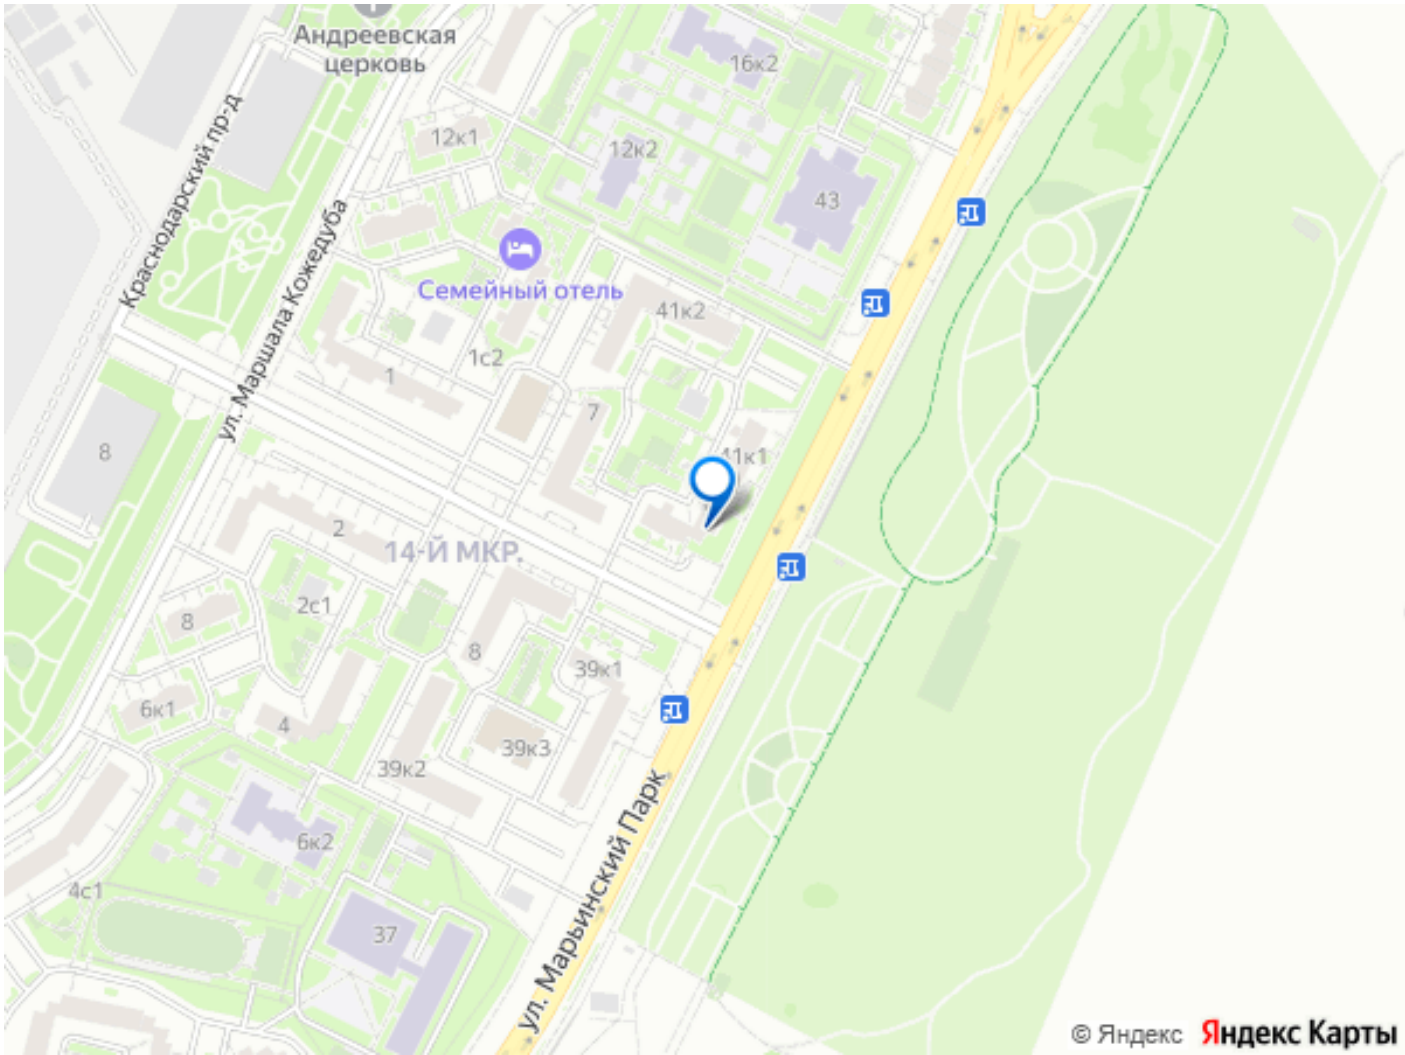 Андреевская
церковь
16к2
Краснодарский пр-д
12к1
12к2
43
ул. Маршала Кожедуба
Семейный отель
41к2
1с2
1
7
8
41к1
2
14-Й МКР.
2с1
8
8
39к1
6к1
4
39к3
39к2
ул. Марьинский Парк
6к2
4с1
37
© Яндекс Яндекс Карты